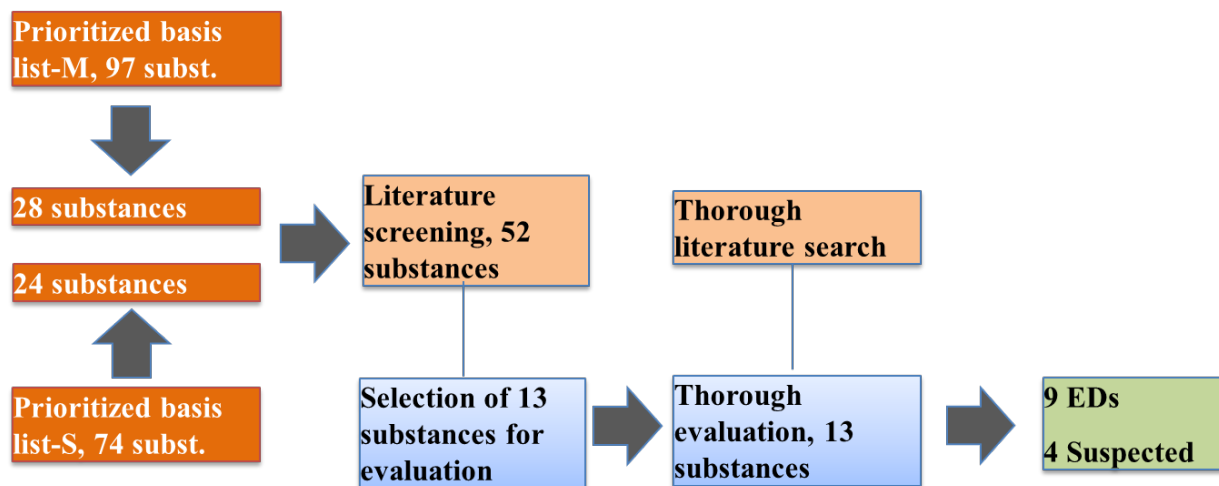 Prioritized basis
list-M, 97 subst.
28 substances
24 substances
Prioritized basis
list-S, 74 subst.
Literature
screening, 52
substances
Selection of 13
substances for
evaluation
Thorough
literature search
Thorough
evaluation, 13
substances
9 EDs
4 Suspected